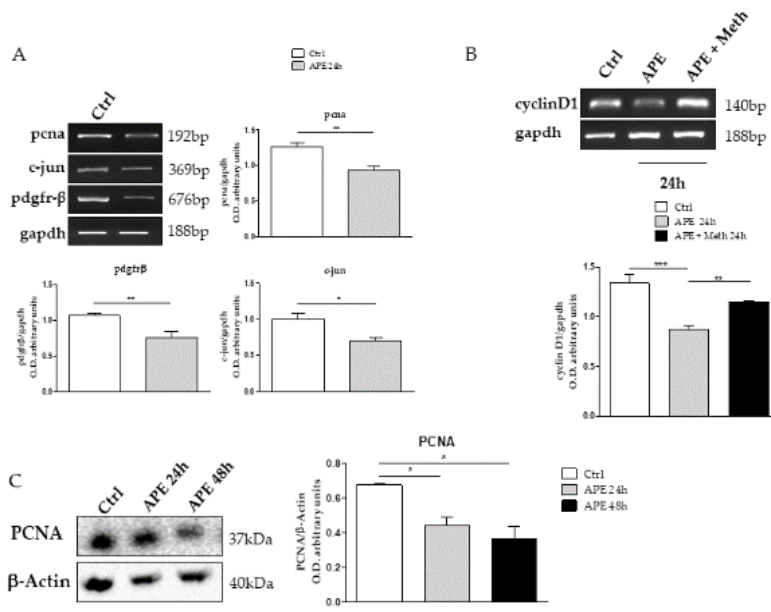 A
Ctrl
APE 24h
Ctrl
pcna
192bp
c-jun
369bp
pdgfr-β
676bp
gapdh
188bp
pcna
**
pcna/gapdh
O.D. arbitrary units
1.5
1.0
0.5
0.0
pdgfrβ
**
pdgfrβ/gapdh
O.D. arbitrary units
1.5
1.0
0.5
0.0
c-jun
*
c-jun/gapdh
O.D. arbitrary units
1.5
1.0
0.5
0.0
B
Ctrl
APE
APE + Meth
cyclinD1
140bp
gapdh
188bp
24h
Ctrl
APE 24h
APE + Meth 24h
***
**
cyclin D1/gapdh
O.D. arbitrary units
1.5
1.0
0.5
0.0
C
Ctrl
APE 24h
APE 48h
PCNA
37kDa
β-Actin
40kDa
PCNA
*
*
PCNA/β-Actin
O.D. arbitrary units
0.8
0.6
0.4
0.2
0.0
Ctrl
APE 24h
APE 48h